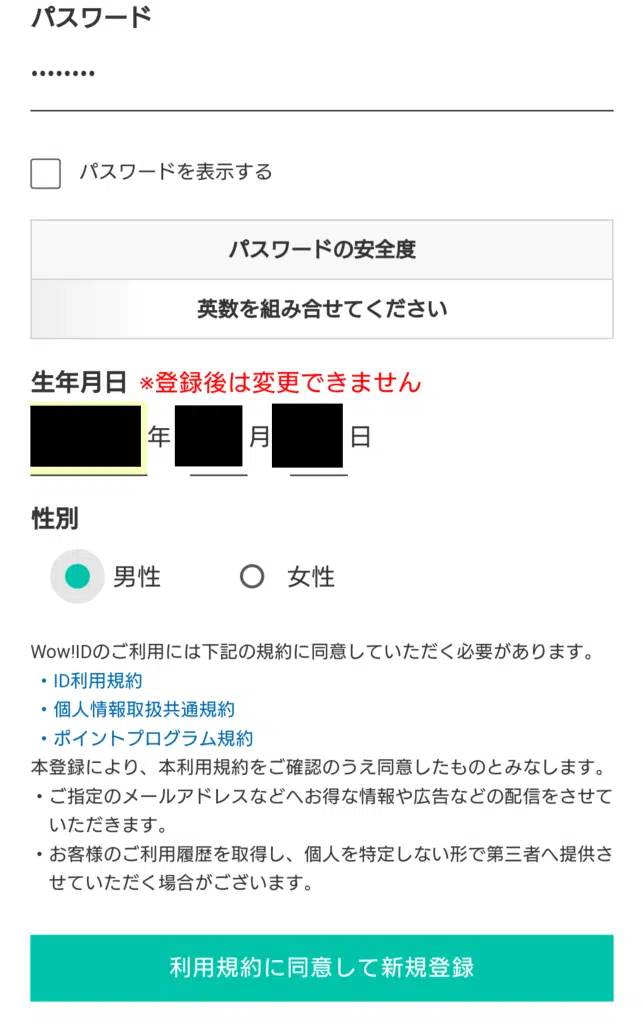 パスワード
••••••••
パスワードを表示する
パスワードの安全度
英数を組み合せてください
生年月日 ※登録後は変更できません
年 月 日
性別
男性 女性
Wow!IDのご利用には下記の規約に同意していただく必要があります。
・ID利用規約
・個人情報取扱共通規約
・ポイントプログラム規約
本登録により、本利用規約をご確認のうえ同意したものとみなします。
・ご指定のメールアドレスなどへお得な情報や広告などの配信をさせて
いただきます。
・お客様のご利用履歴を取得し、個人を特定しない形で第三者へ提供さ
せていただく場合がございます。
利用規約に同意して新規登録